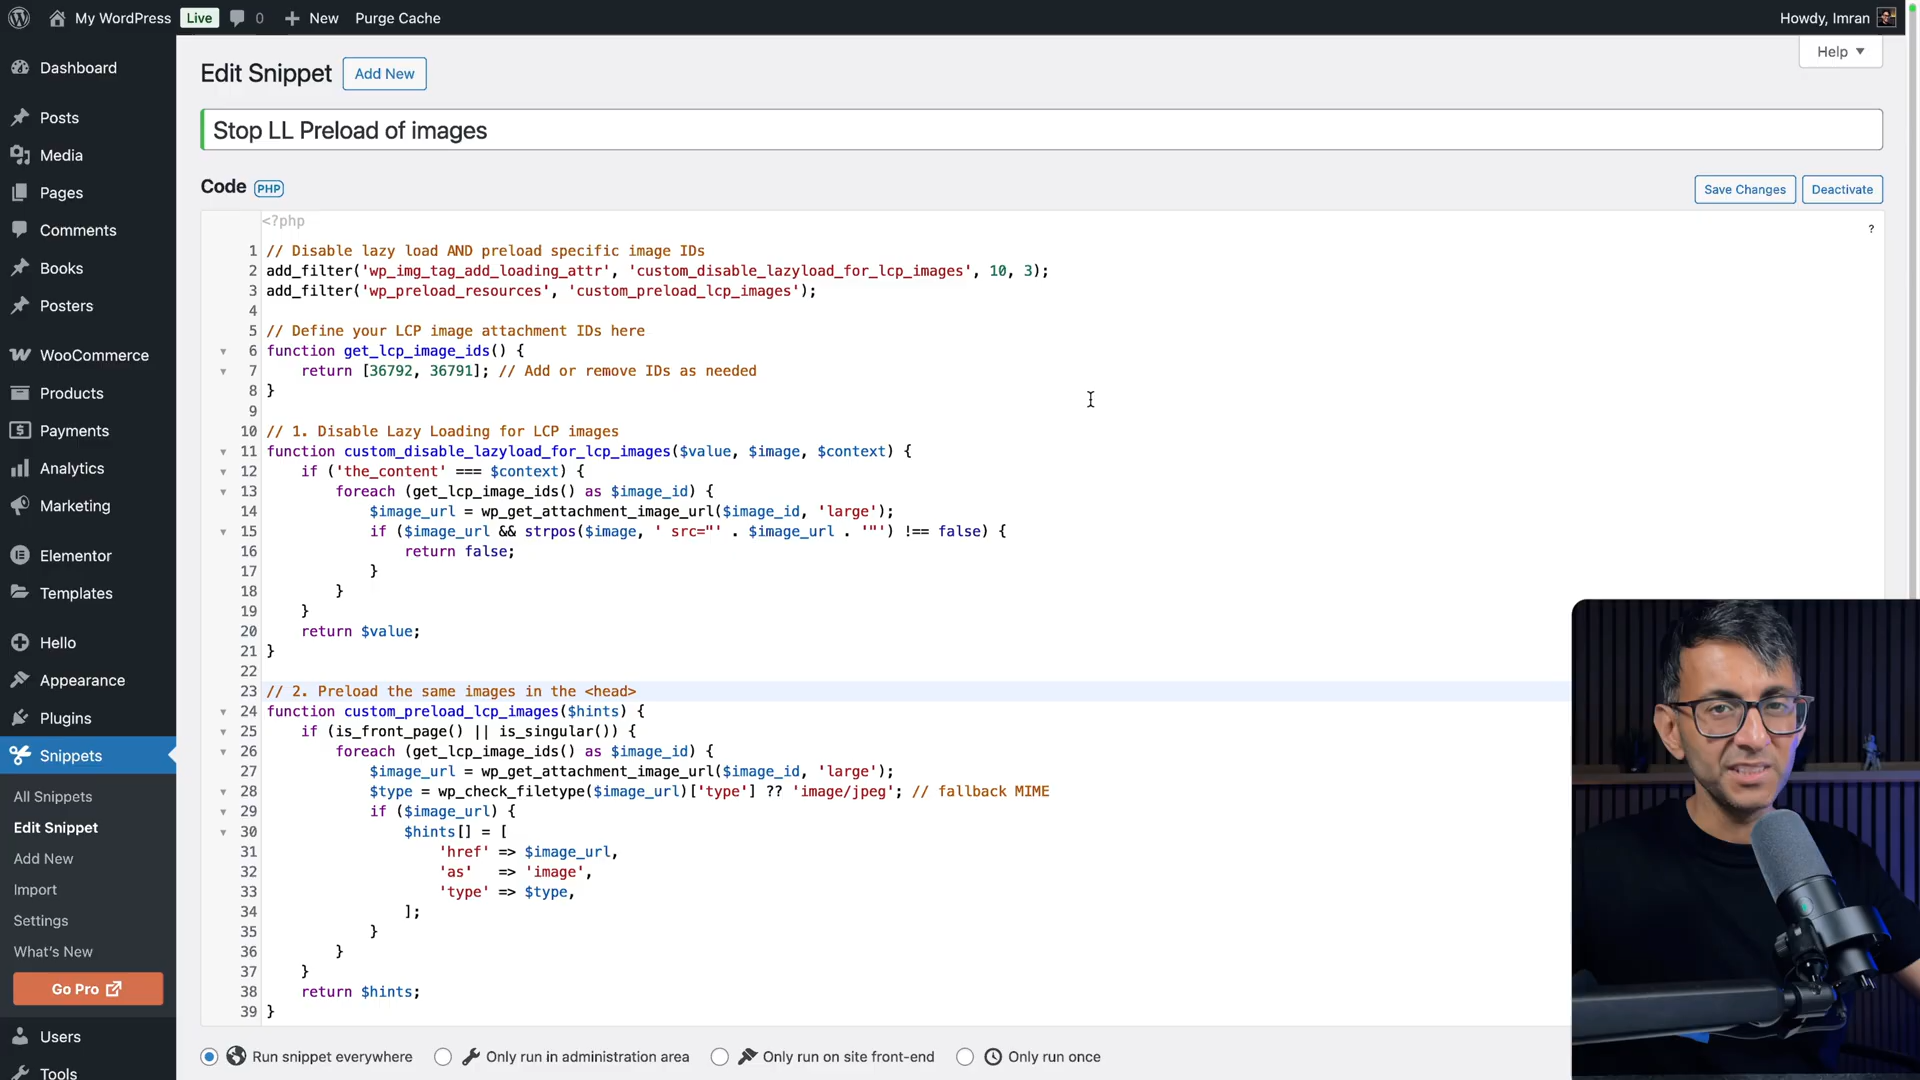 My WordPress
Live
0
New
Purge Cache
Howdy, Imran
Help ▼
Dashboard
Posts
Media
Pages
Comments
Books
Posters
WooCommerce
Products
Payments
Analytics
Marketing
Elementor
Templates
Hello
Appearance
Plugins
Snippets
All Snippets
Edit Snippet
Add New
Import
Settings
What's New
Go Pro
Users
Tools
Edit Snippet
Add New
Stop LL Preload of images
Code PHP
Save Changes
Deactivate
?
<?php
1 // Disable lazy load AND preload specific image IDs
2 add_filter('wp_img_tag_add_loading_attr', 'custom_disable_lazyload_for_lcp_images', 10, 3);
3 add_filter('wp_preload_resources', 'custom_preload_lcp_images');
4
5 // Define your LCP image attachment IDs here
6 function get_lcp_image_ids() {
7     return [36792, 36791]; // Add or remove IDs as needed
8 }
9
10 // 1. Disable Lazy Loading for LCP images
11 function custom_disable_lazyload_for_lcp_images($value, $image, $context) {
12     if ('the_content' === $context) {
13         foreach (get_lcp_image_ids() as $image_id) {
14             $image_url = wp_get_attachment_image_url($image_id, 'large');
15             if ($image_url && strpos($image, ' src="' . $image_url . '"') !== false) {
16                 return false;
17             }
18         }
19     }
20     return $value;
21 }
22
23 // 2. Preload the same images in the <head>
24 function custom_preload_lcp_images($hints) {
25     if (is_front_page() || is_singular()) {
26         foreach (get_lcp_image_ids() as $image_id) {
27             $image_url = wp_get_attachment_image_url($image_id, 'large');
28             $type = wp_check_filetype($image_url)['type'] ?? 'image/jpeg'; // fallback MIME
29             if ($image_url) {
30                 $hints[] = [
31                     'href' => $image_url,
32                     'as'   => 'image',
33                     'type' => $type,
34                 ];
35             }
36         }
37     }
38     return $hints;
39 }
Run snippet everywhere
Only run in administration area
Only run on site front-end
Only run once